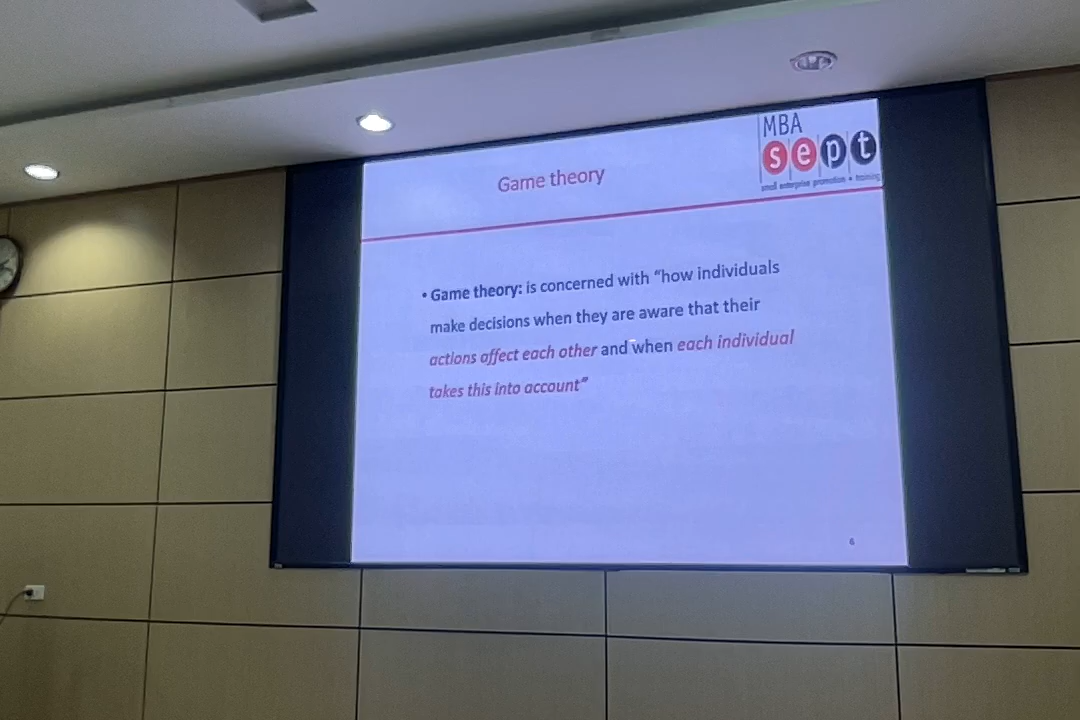 MBA
sept
small enterprise promotion + training
Game theory
• Game theory: is concerned with “how individuals
make decisions when they are aware that their
actions affect each other and when each individual
takes this into account”
6